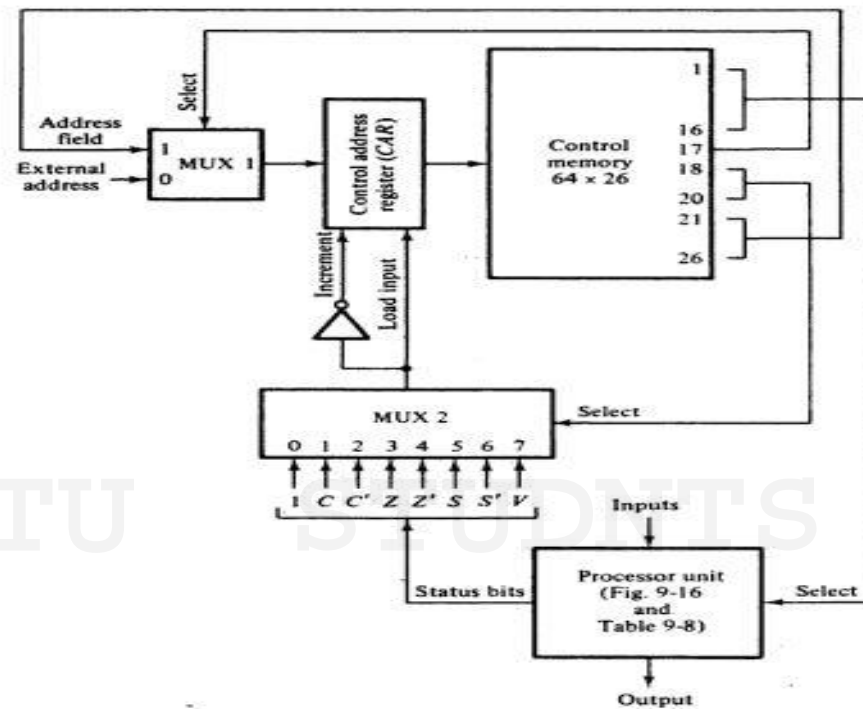 Select
Address
field
External
address
1
0
MUX 1
Control address
register (CAR)
Control
memory
64 × 26
1
16
17
18
20
21
26
Increment
Load input
MUX 2
Select
0 1 2 3 4 5 6 7
1 C C' Z Z' S S' V
TU STUDNTS
Inputs
Status bits
Processor unit
(Fig. 9-16
and
Table 9-8)
Select
Output